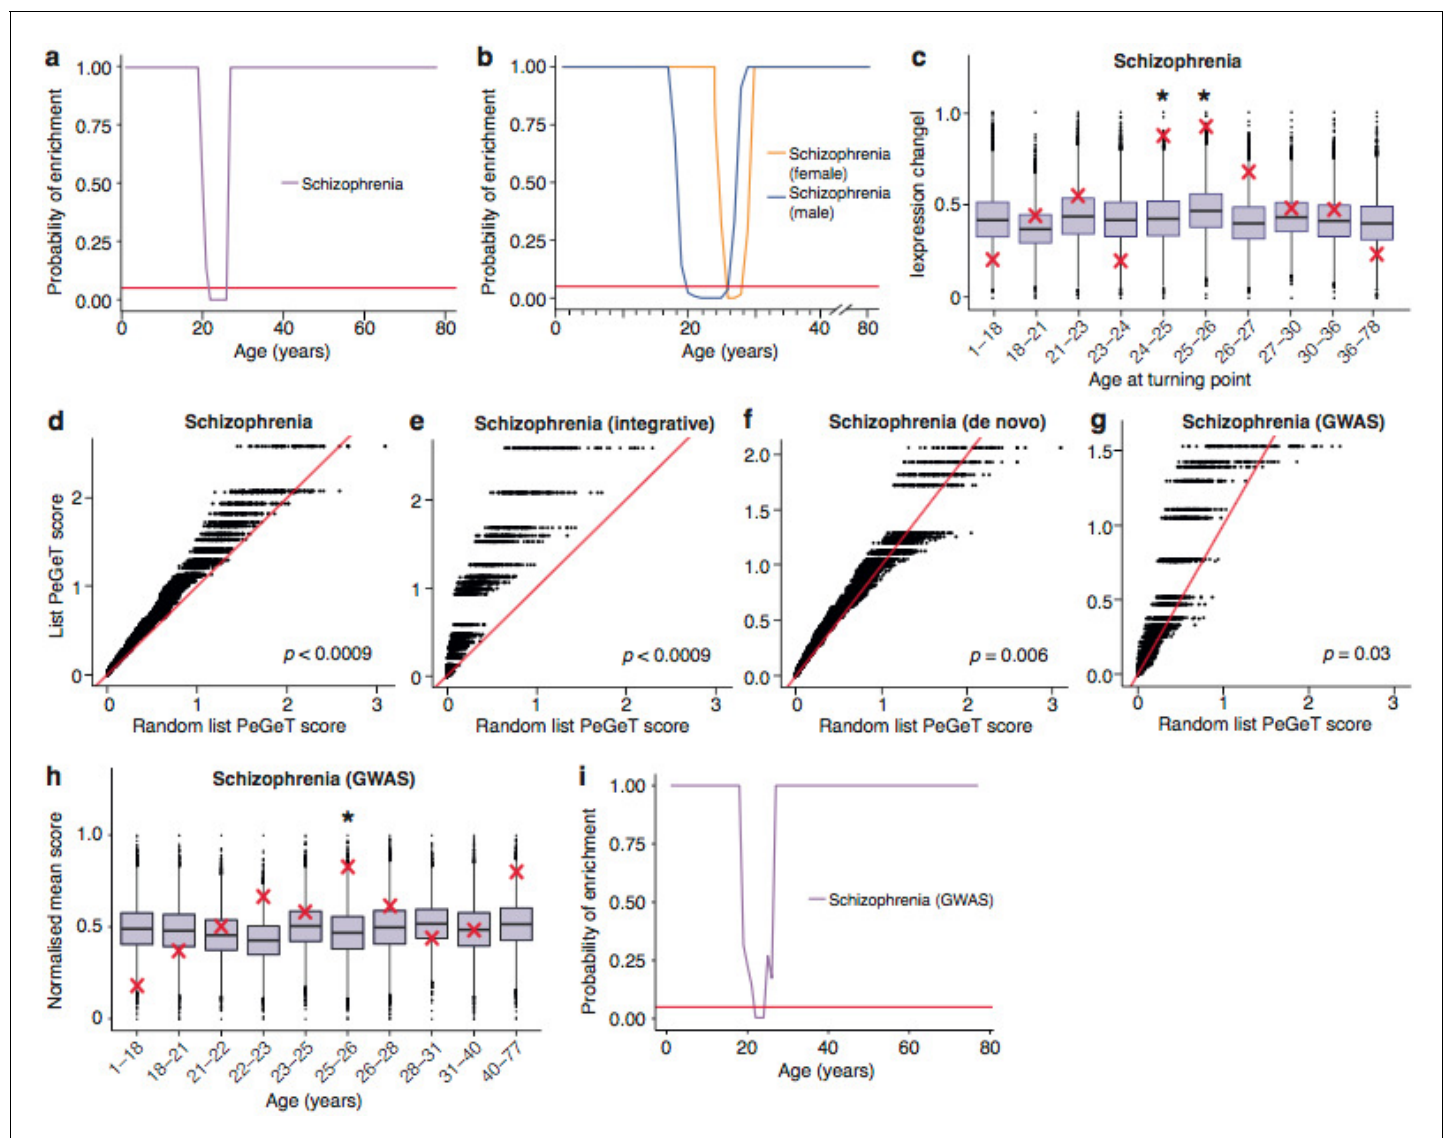 a
1.00
0.75
0.50
0.25
0.00
Probability of enrichment
Schizophrenia
0 20 40 60 80
Age (years)
b
1.00
0.75
0.50
0.25
0.00
Probability of enrichment
Schizophrenia
(female)
Schizophrenia
(male)
0 20 40 80
Age (years)
c
Schizophrenia
* *
1.0
0.5
0
lexpression changel
1–18 18–21 21–23 23–24 24–25 25–26 26–27 27–30 30–36 36–78
Age at turning point
d
Schizophrenia
2
1
0
List PeGeT score
p < 0.0009
0 1 2 3
Random list PeGeT score
e
Schizophrenia (integrative)
2
1
0
p < 0.0009
0 1 2 3
Random list PeGeT score
f
Schizophrenia (de novo)
2.0
1.5
1.0
0.5
0.0
p = 0.006
0 1 2 3
Random list PeGeT score
g
Schizophrenia (GWAS)
1.5
1.0
0.5
0.0
p = 0.03
0 1 2 3
Random list PeGeT score
h
Schizophrenia (GWAS)
*
1.0
0.5
0
Normalised mean score
1–18 18–21 21–22 22–23 23–25 25–26 26–28 28–31 31–40 40–77
Age (years)
i
1.00
0.75
0.50
0.25
0.00
Probability of enrichment
Schizophrenia (GWAS)
0 20 40 60 80
Age (years)